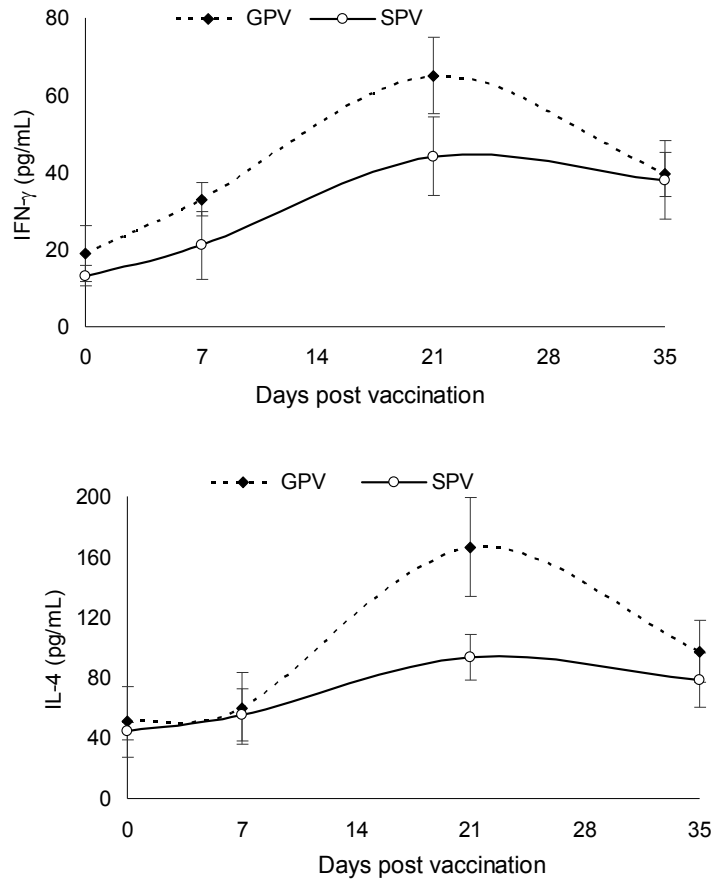 GPV SPV
80
60
40
20
0
IFN-γ (pg/mL)
0 7 14 21 28 35
Days post vaccination
GPV SPV
200
160
120
80
40
0
IL-4 (pg/mL)
0 7 14 21 28 35
Days post vaccination